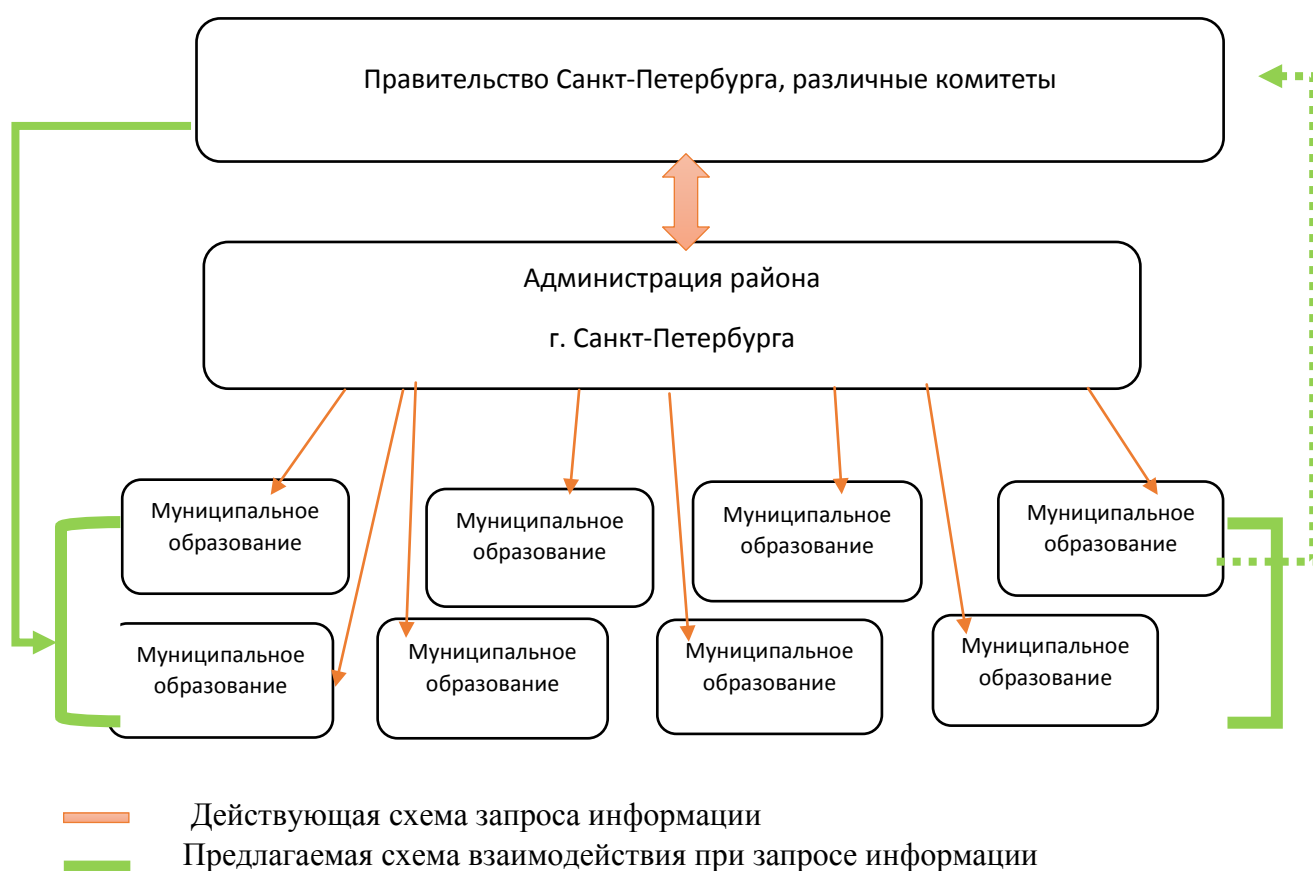 Правительство Санкт-Петербурга, различные комитеты
Администрация района
г. Санкт-Петербурга
Муниципальное
образование
Муниципальное
образование
Муниципальное
образование
Муниципальное
образование
Муниципальное
образование
Муниципальное
образование
Муниципальное
образование
Муниципальное
образование
Действующая схема запроса информации
Предлагаемая схема взаимодействия при запросе информации